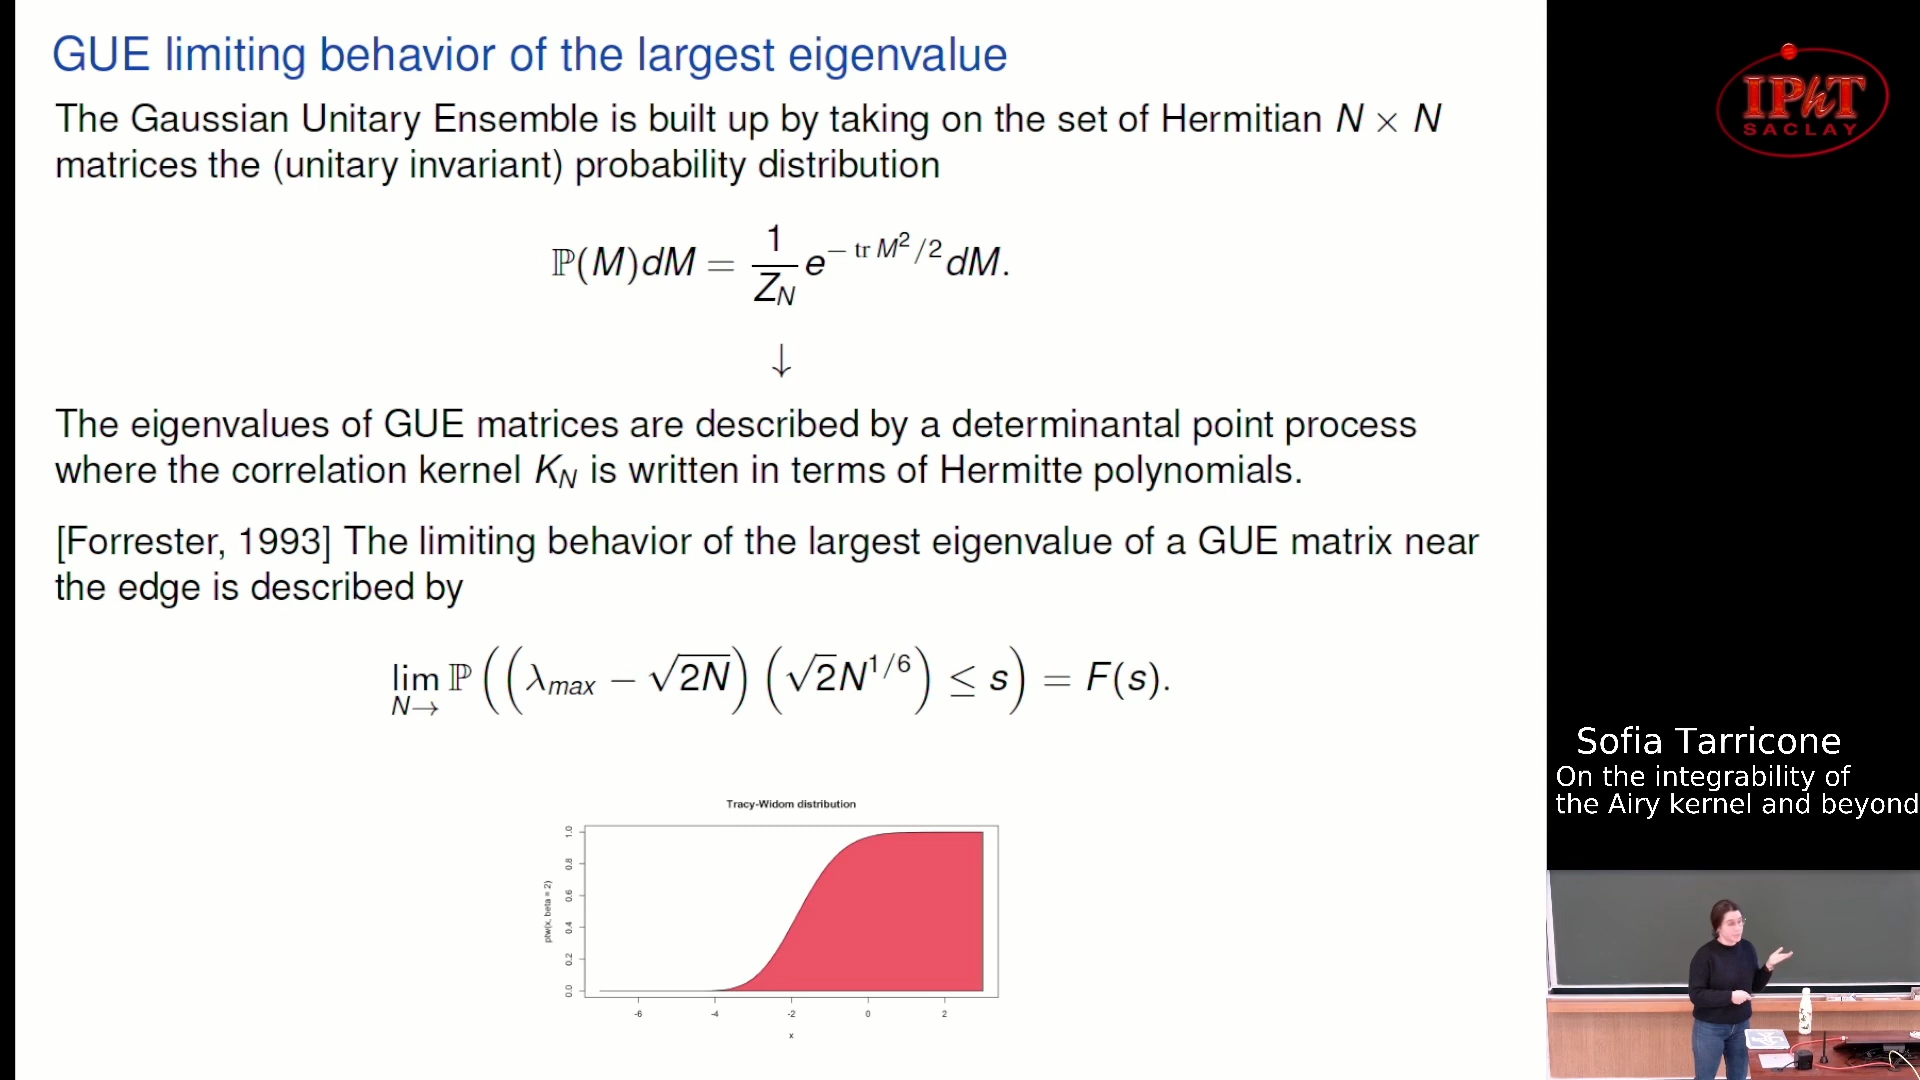 GUE limiting behavior of the largest eigenvalue
The Gaussian Unitary Ensemble is built up by taking on the set of Hermitian N × N
matrices the (unitary invariant) probability distribution
ℙ(M)dM = 1/Z_N e^{− tr M²/2} dM.
↓
The eigenvalues of GUE matrices are described by a determinantal point process
where the correlation kernel K_N is written in terms of Hermitte polynomials.
[Forrester, 1993] The limiting behavior of the largest eigenvalue of a GUE matrix near
the edge is described by
lim_{N→} ℙ((λ_max − √2N)(√2N^{1/6}) ≤ s) = F(s).
Tracy-Widom distribution
ptw(x, beta = 2)
1.0
0.8
0.6
0.4
0.2
0.0
-6 -4 -2 0 2
x
IPhT
SACLAY
Sofia Tarricone
On the integrability of
the Airy kernel and beyond